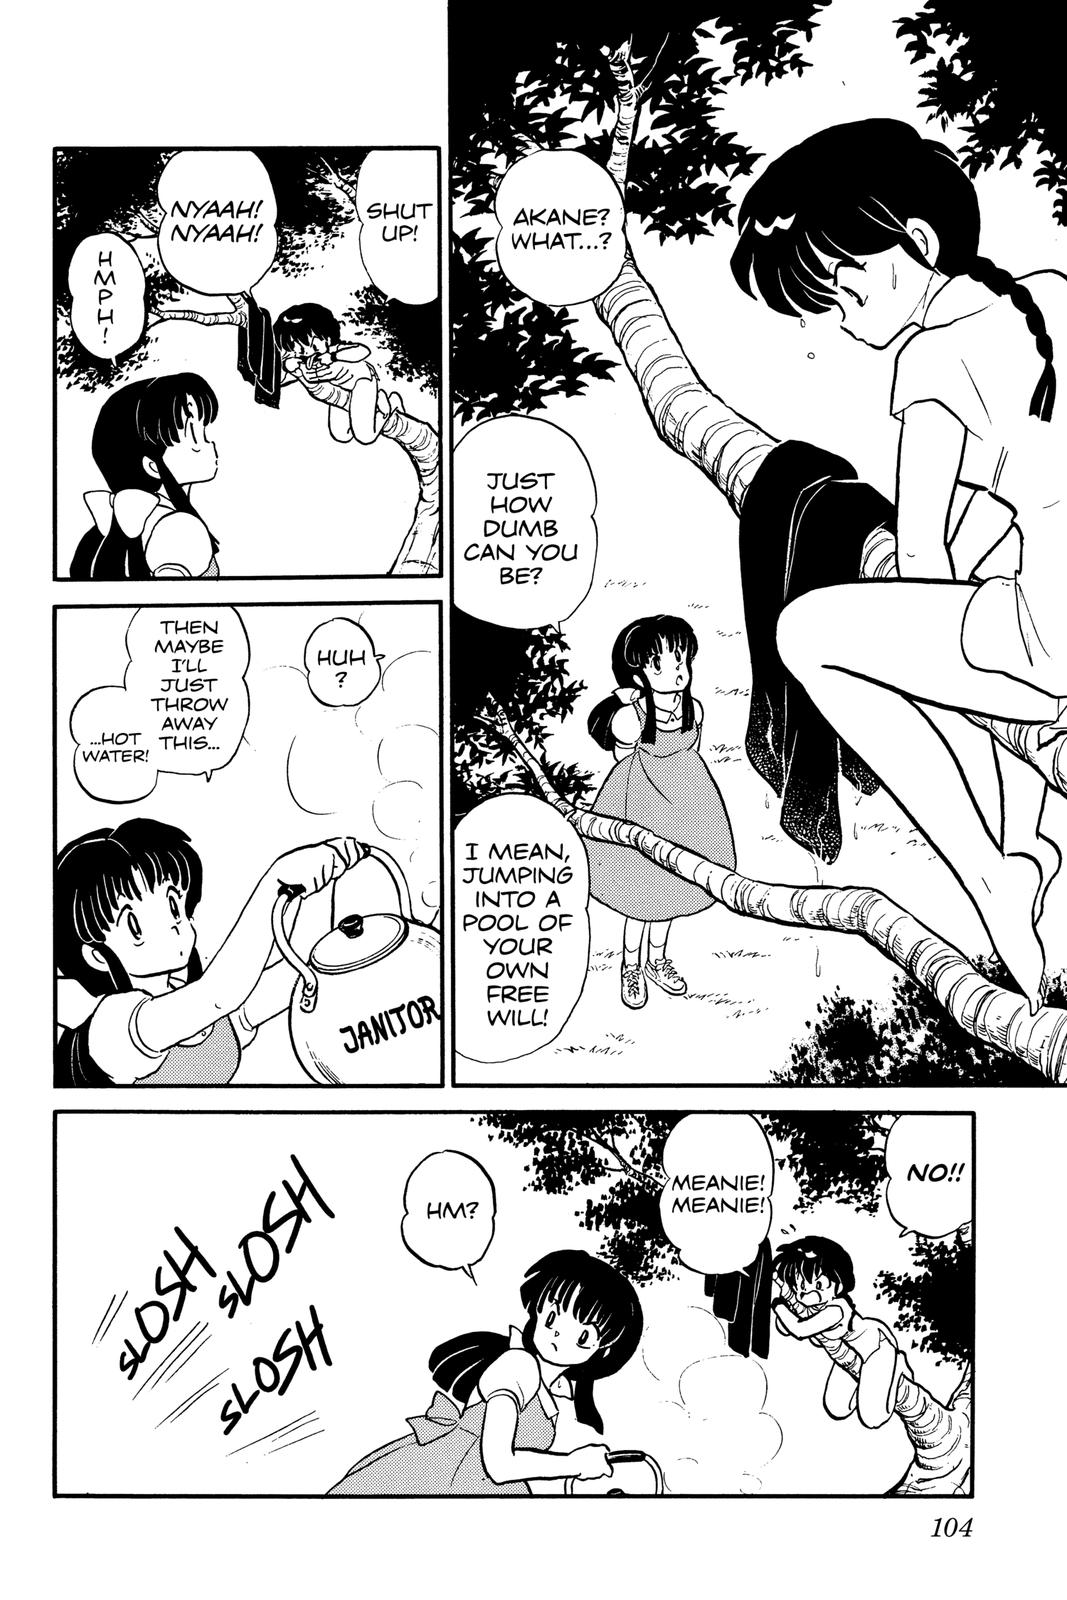 AKANE?
WHAT...?
JUST
HOW
DUMB
CAN YOU
BE?
I MEAN,
JUMPING
INTO A
POOL OF
YOUR
OWN
FREE
WILL!
SHUT
UP!
NYAAH!
NYAAH!
HMPH!
HUH
?
THEN
MAYBE
I'LL
JUST
THROW
AWAY
THIS...
...HOT
WATER!
JANITOR
NO!!
MEANIE!
MEANIE!
HM?
SLOSH
SLOSH
SLOSH
104